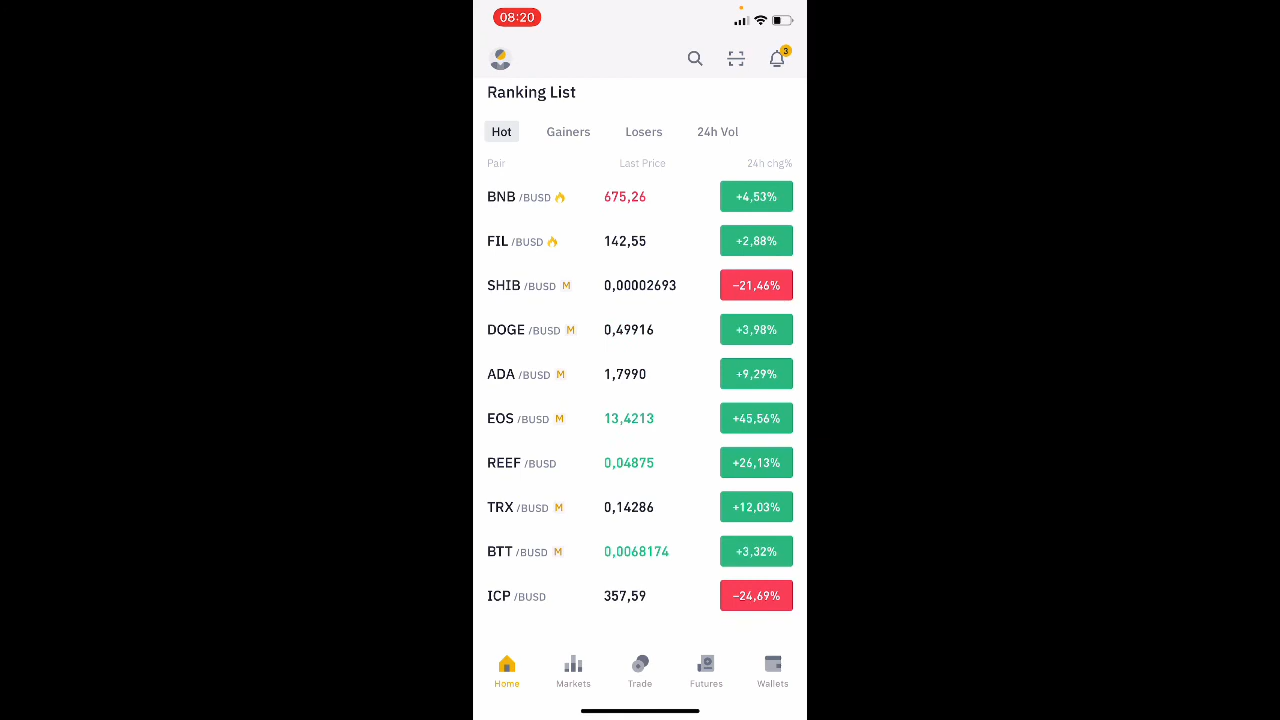 08:20
3
Ranking List
Hot Gainers Losers 24h Vol
Pair Last Price 24h chg%
BNB /BUSD 675,26 +4,53%
FIL /BUSD 142,55 +2,88%
SHIB /BUSD M 0,00002693 −21,46%
DOGE /BUSD M 0,49916 +3,98%
ADA /BUSD M 1,7990 +9,29%
EOS /BUSD M 13,4213 +45,56%
REEF /BUSD 0,04875 +26,13%
TRX /BUSD M 0,14286 +12,03%
BTT /BUSD M 0,0068174 +3,32%
ICP /BUSD 357,59 −24,69%
Home Markets Trade Futures Wallets